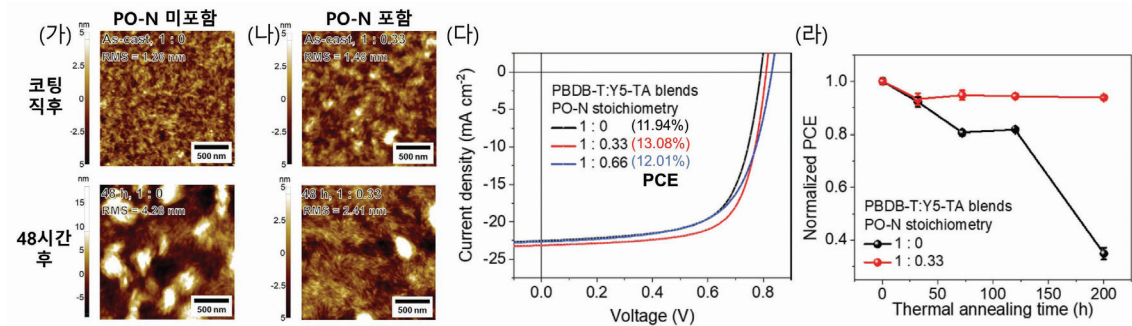 PO-N 미포함
PO-N 포함
(가)
(나)
(다)
(라)
코팅
직후
48시간
후
nm
5
2.5
0
-2.5
5
As-cast, 1 : 0
RMS = 1.26 nm
500 nm
nm
5
2.5
0
-2.5
5
As-cast, 1 : 0.33
RMS = 1.48 nm
500 nm
nm
15
10
5
0
-5
48 h, 1 : 0
RMS = 4.28 nm
500 nm
nm
5
2.5
0
-2.5
5
48 h, 1 : 0.33
RMS = 2.41 nm
500 nm
Current density (mA cm⁻²)
0
-5
-10
-15
-20
-25
PBDB-T:Y5-TA blends
PO-N stoichiometry
1 : 0 (11.94%)
1 : 0.33 (13.08%)
1 : 0.66 (12.01%)
PCE
0.0 0.2 0.4 0.6 0.8
Voltage (V)
Normalized PCE
1.0
0.8
0.6
0.4
PBDB-T:Y5-TA blends
PO-N stoichiometry
1 : 0
1 : 0.33
0 50 100 150 200
Thermal annealing time (h)